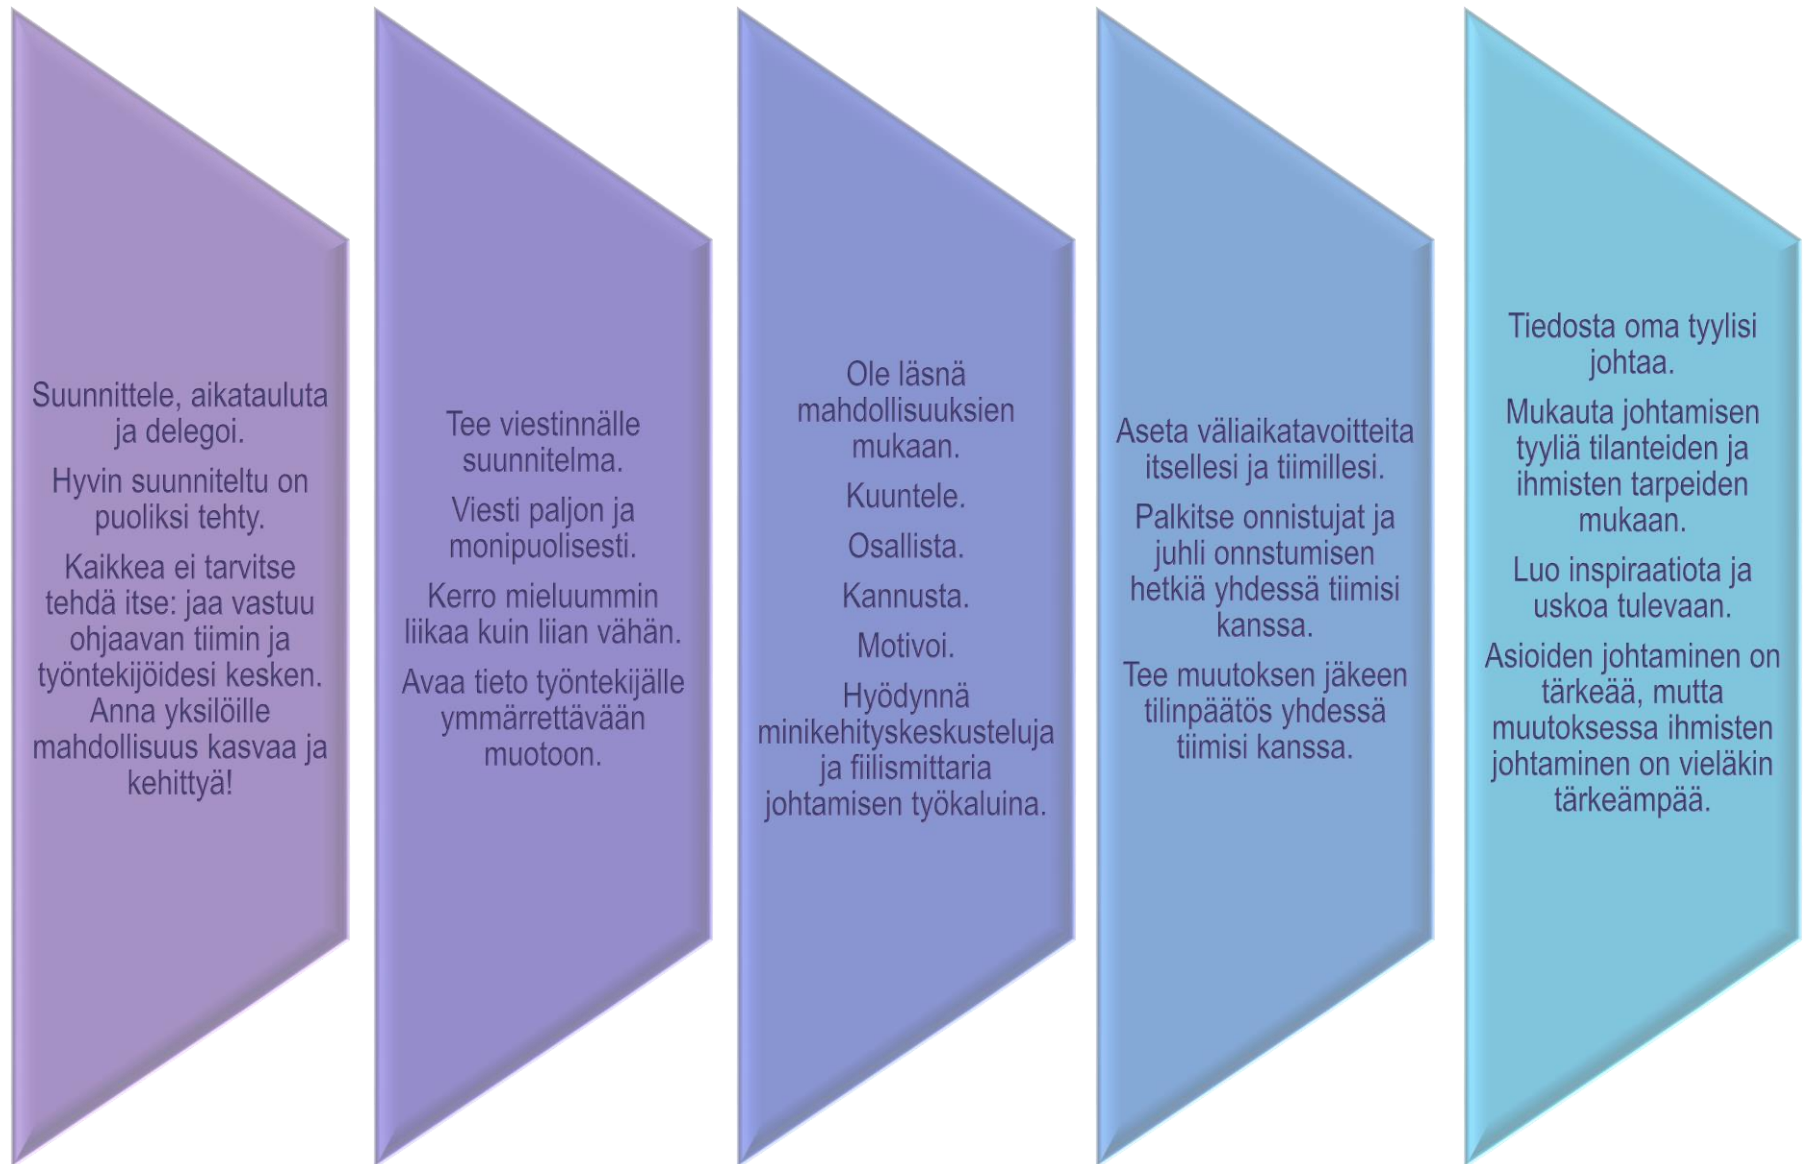 Suunnittele, aikatauluta
ja delegoi.
Hyvin suunniteltu on
puoliksi tehty.
Kaikkea ei tarvitse
tehdä itse: jaa vastuu
ohjaavan tiimin ja
työntekijöidesi kesken.
Anna yksilöille
mahdollisuus kasvaa ja
kehittyä!
Tee viestinnälle
suunnitelma.
Viesti paljon ja
monipuolisesti.
Kerro mieluummin
liikaa kuin liian vähän.
Avaa tieto työntekijälle
ymmärrettävään
muotoon.
Ole läsnä
mahdollisuuksien
mukaan.
Kuuntele.
Osallista.
Kannusta.
Motivoi.
Hyödynnä
minikehityskeskusteluja
ja fiilismittaria
johtamisen työkaluina.
Aseta väliaikatavoitteita
itsellesi ja tiimillesi.
Palkitse onnistujat ja
juhli onnstumisen
hetkiä yhdessä tiimisi
kanssa.
Tee muutoksen jäkeen
tilinpäätös yhdessä
tiimisi kanssa.
Tiedosta oma tyylisi
johtaa.
Mukauta johtamisen
tyyliä tilanteiden ja
ihmisten tarpeiden
mukaan.
Luo inspiraatiota ja
uskoa tulevaan.
Asioiden johtaminen on
tärkeää, mutta
muutoksessa ihmisten
johtaminen on vieläkin
tärkeämpää.